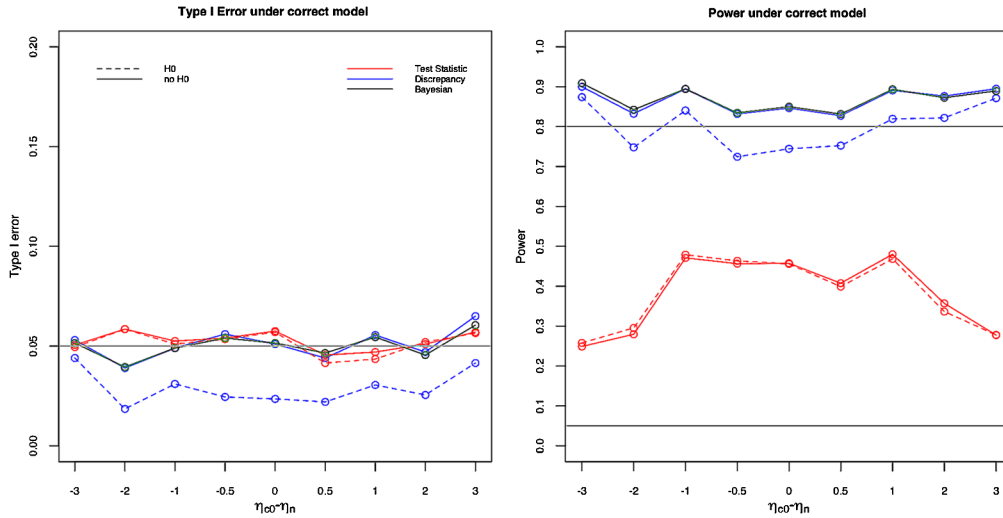 Type I Error under correct model
Type I error
0.20
0.15
0.10
0.05
0.00
H0
no H0
Test Statistic
Discrepancy
Bayesian
-3 -2 -1 -0.5 0 0.5 1 2 3
ηc0-ηn
Power under correct model
Power
1.0
0.9
0.8
0.7
0.6
0.5
0.4
0.3
0.2
0.1
0.0
-3 -2 -1 -0.5 0 0.5 1 2 3
ηc0-ηn